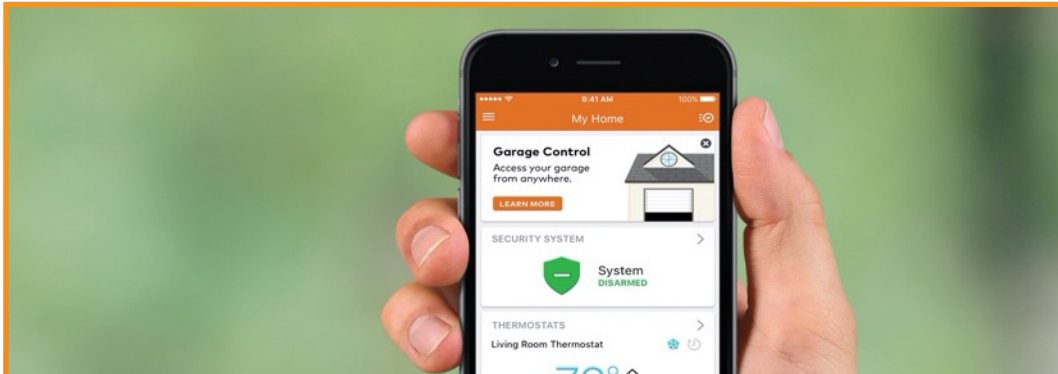 9:41 AM
100%
My Home
Garage Control
Access your garage
from anywhere.
LEARN MORE
SECURITY SYSTEM
System
DISARMED
THERMOSTATS
Living Room Thermostat